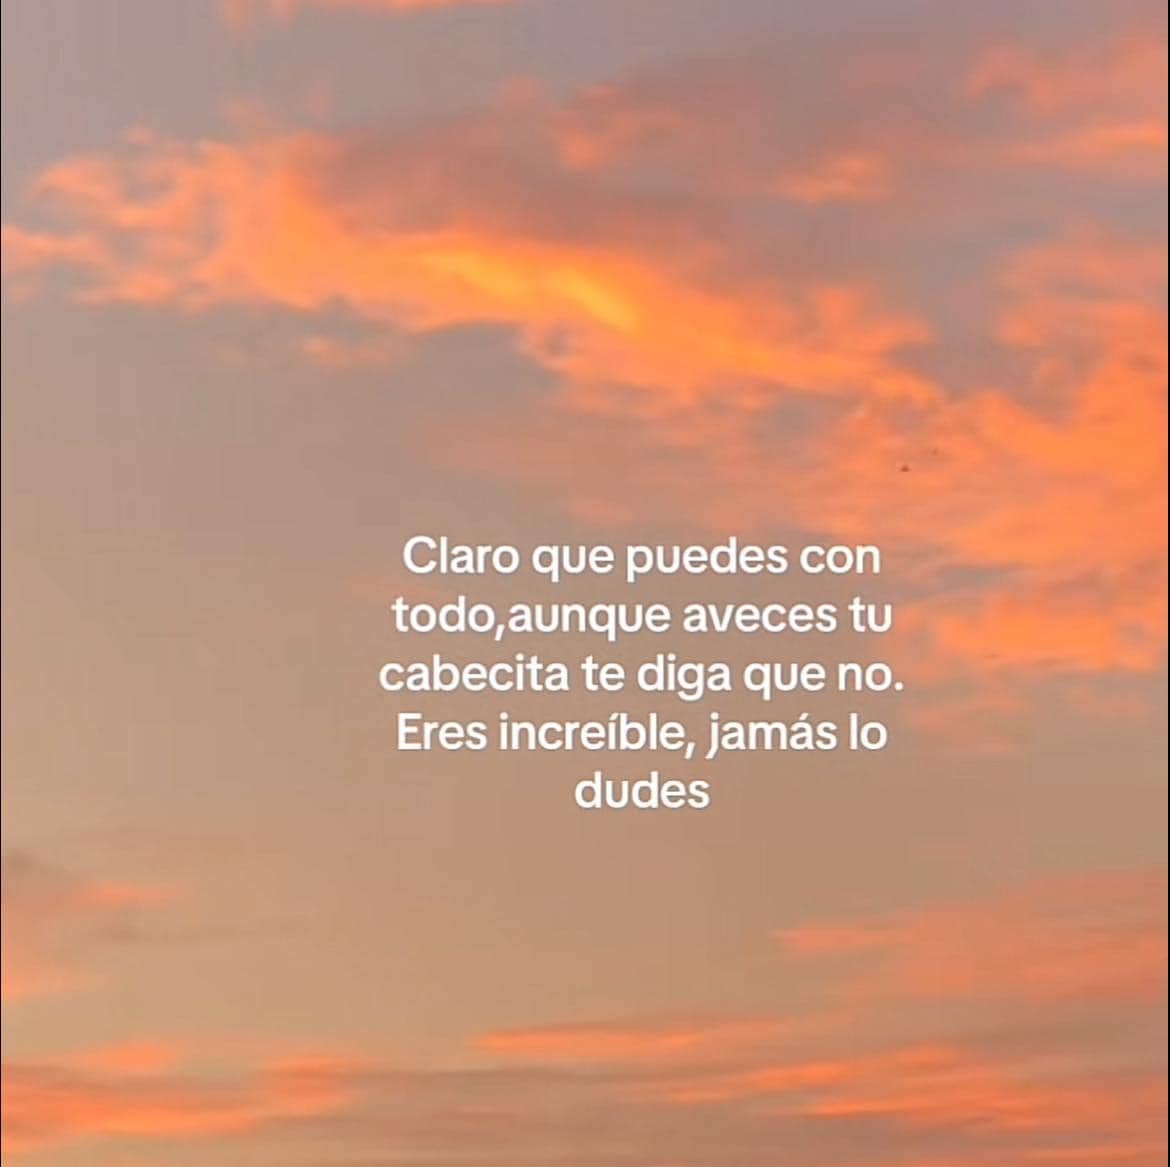 Claro que puedes con
todo,aunque aveces tu
cabecita te diga que no.
Eres increíble, jamás lo
dudes